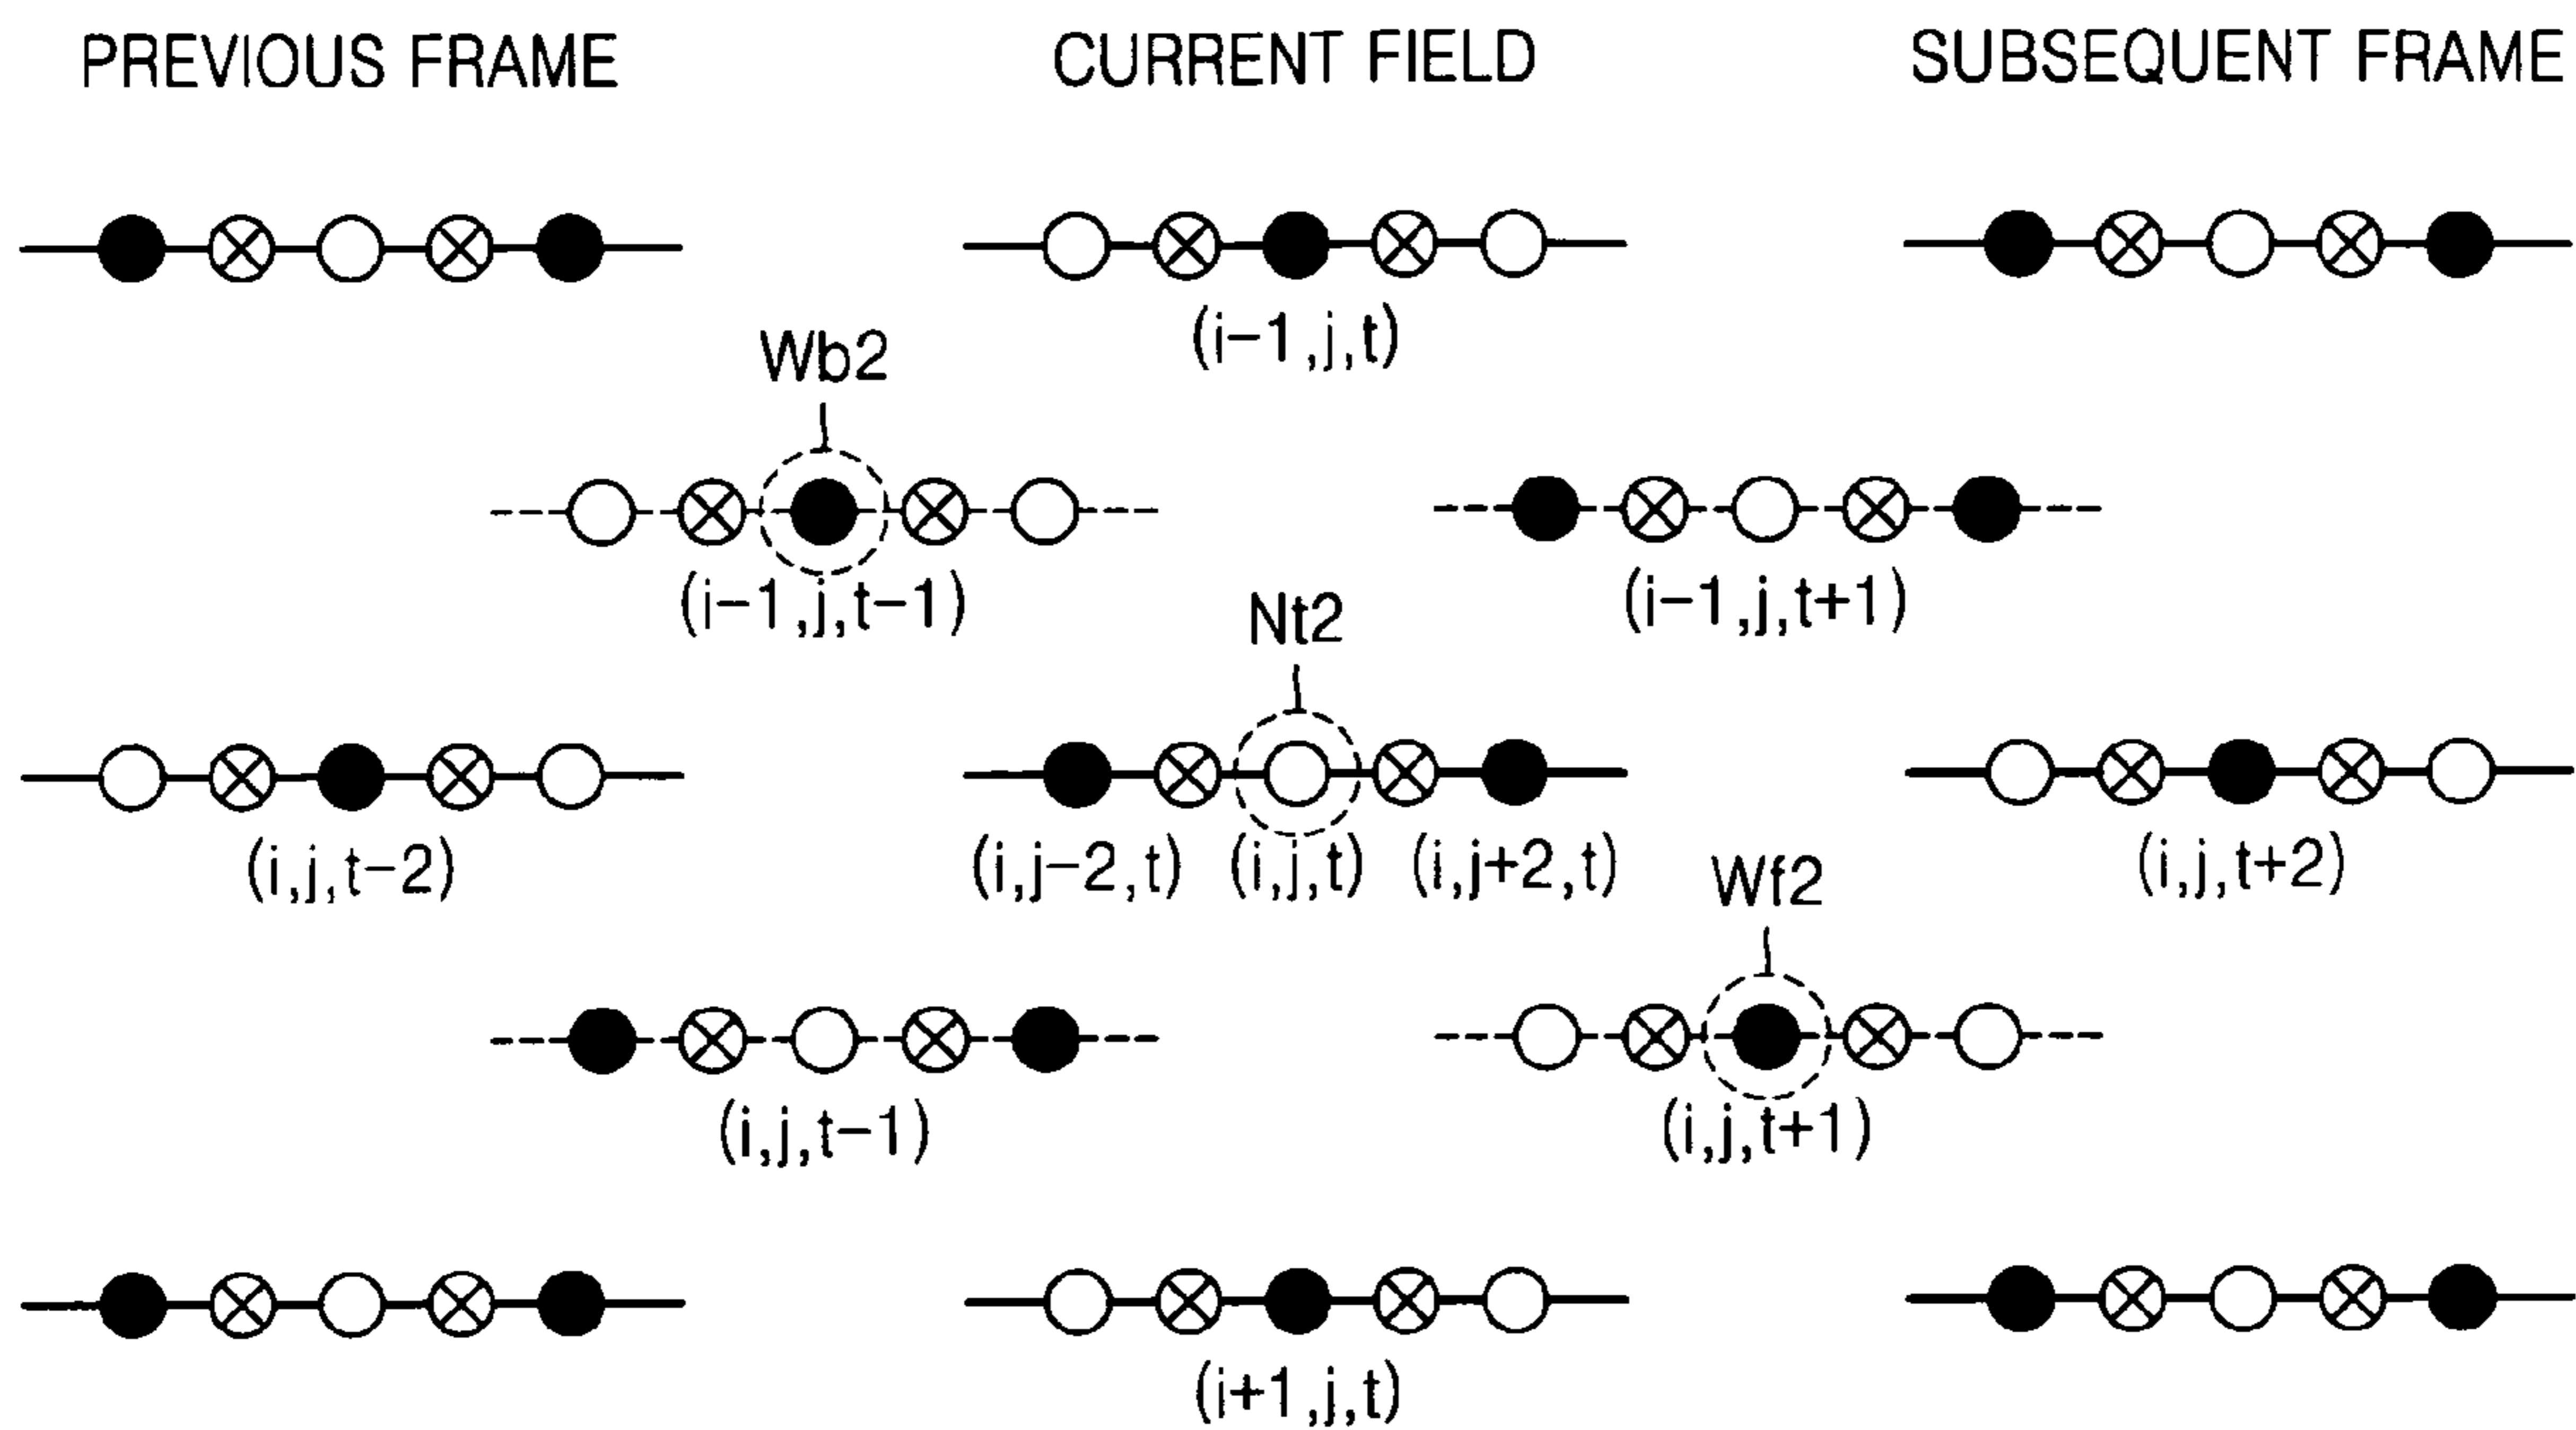 PREVIOUS FRAME CURRENT FIELD SUBSEQUENT FRAME
(i-1,j,t)
Wb2
(i-1,j,t-1) (i-1,j,t+1)
Nt2
(i,j,t-2) (i,j-2,t) (i,j,t) (i,j+2,t) (i,j,t+2)
Wf2
(i,j,t-1) (i,j,t+1)
(i+1,j,t)